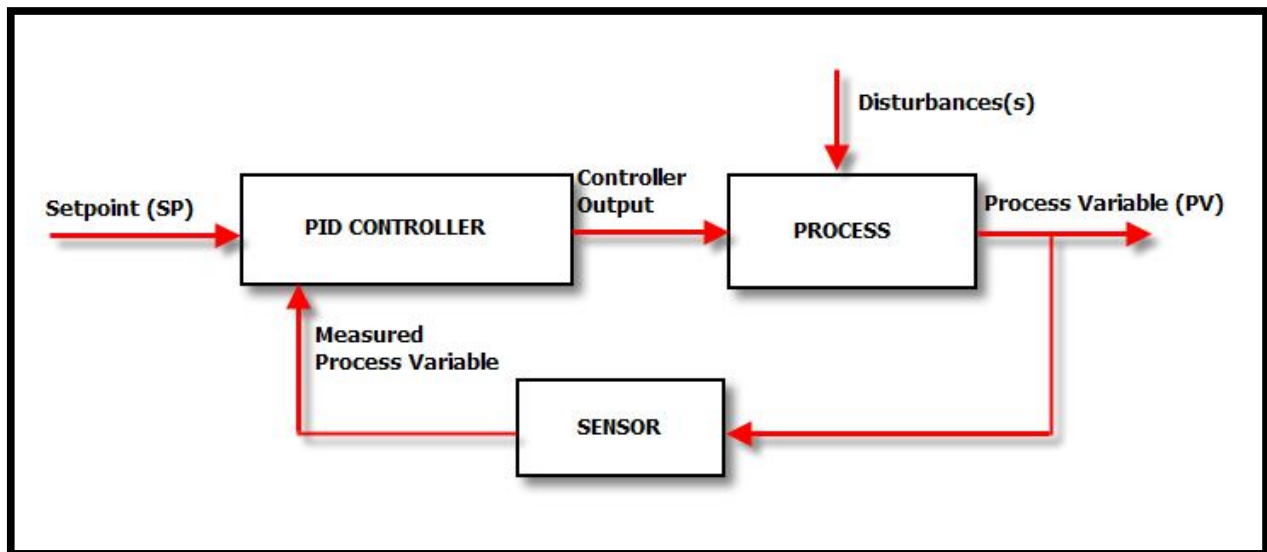 Disturbances(s)
Setpoint (SP)
PID CONTROLLER
Controller
Output
PROCESS
Process Variable (PV)
Measured
Process Variable
SENSOR